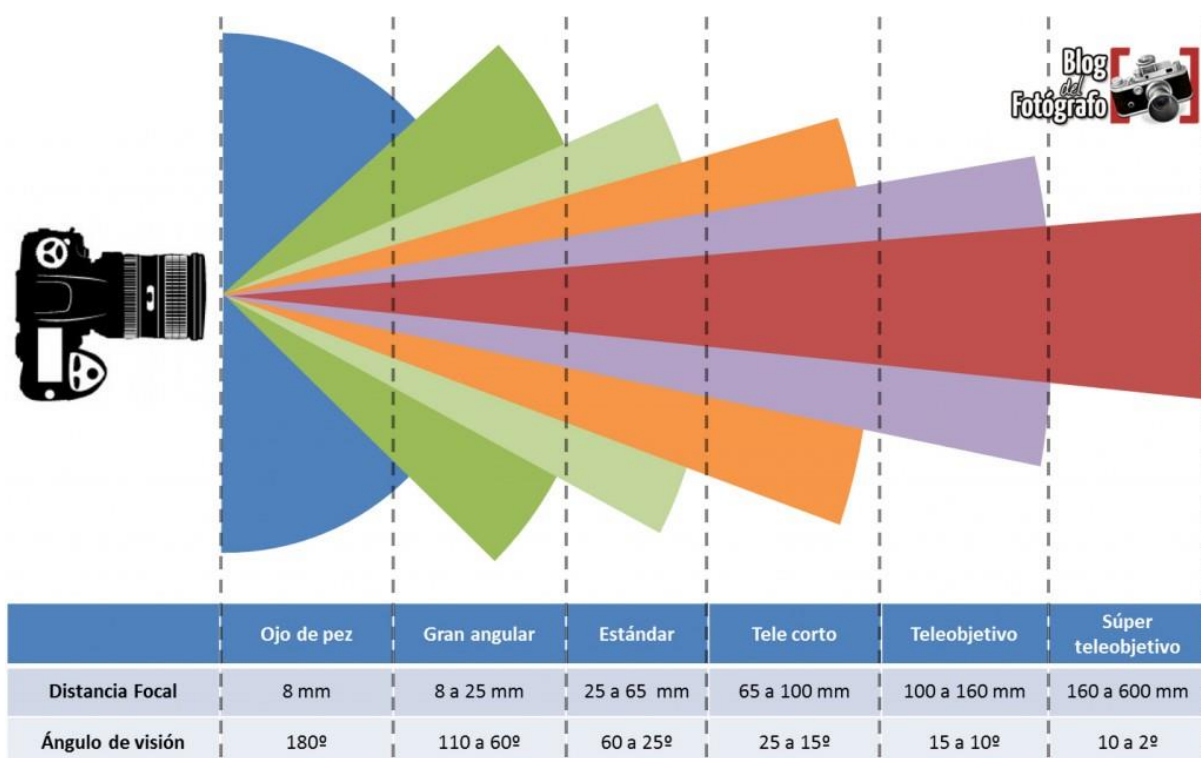 Blog
del
Fotógrafo
Ojo de pez Gran angular Estándar Tele corto Teleobjetivo Súper
teleobjetivo
Distancia Focal 8 mm 8 a 25 mm 25 a 65 mm 65 a 100 mm 100 a 160 mm 160 a 600 mm
Ángulo de visión 180º 110 a 60º 60 a 25º 25 a 15º 15 a 10º 10 a 2º